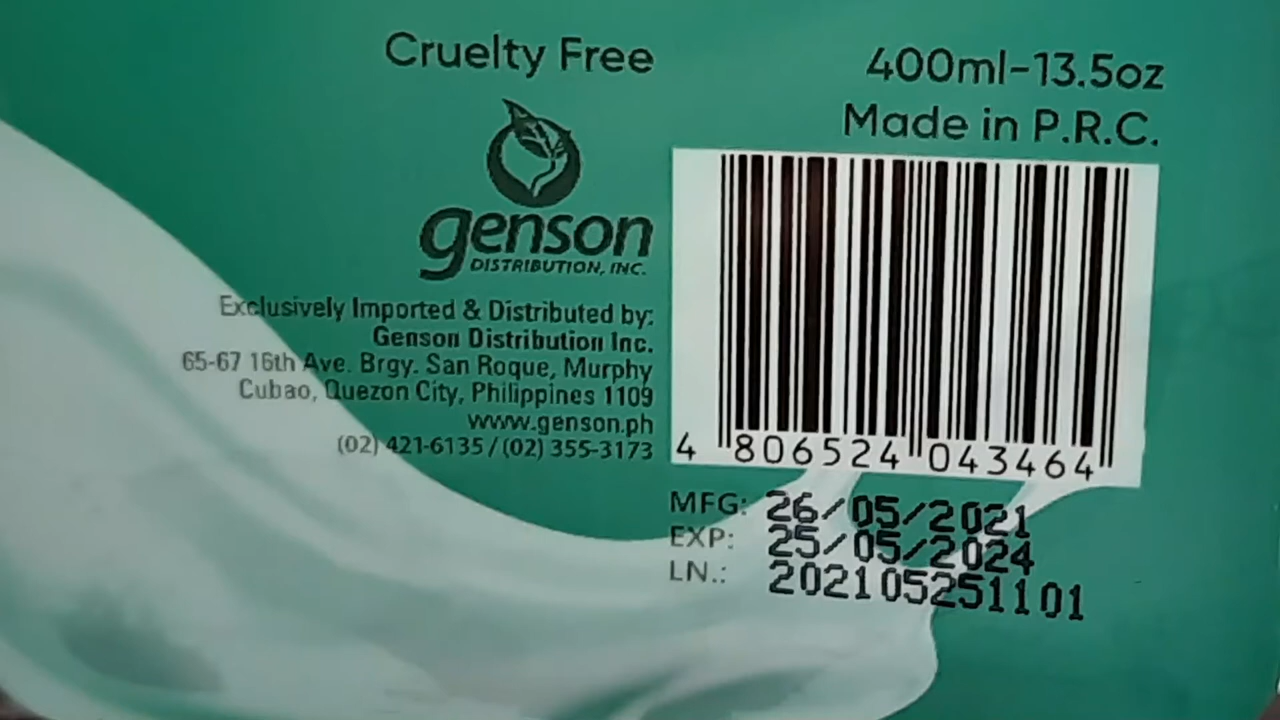 Cruelty Free
genson
DISTRIBUTION, INC.
Exclusively Imported & Distributed by:
Genson Distribution Inc.
65-67 16th Ave. Brgy. San Roque, Murphy
Cubao, Quezon City, Philippines 1109
www.genson.ph
(02) 421-6135 / (02) 355-3173
400ml-13.5oz
Made in P.R.C.
4 806524 043464
MFG: 26/05/2021
EXP: 25/05/2024
LN.: 202105251101